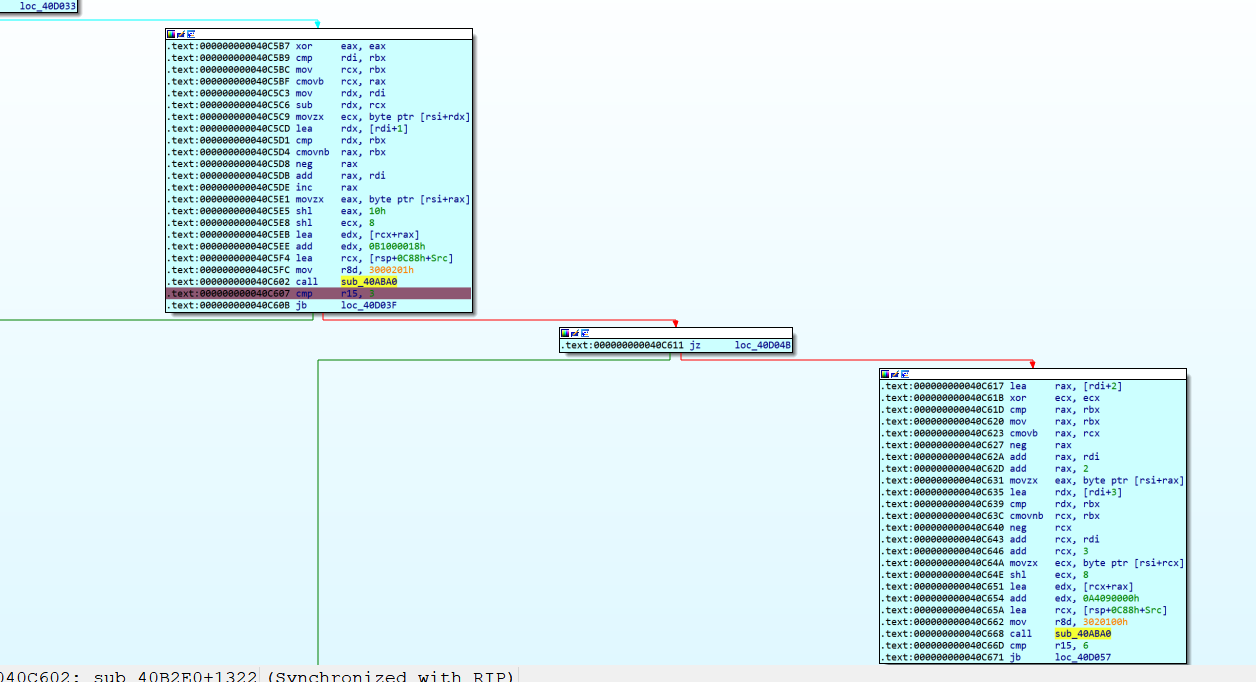 loc_40D033
.text:000000000040C5B7 xor eax, eax
.text:000000000040C5B9 cmp rdi, rbx
.text:000000000040C5BC mov rcx, rbx
.text:000000000040C5BF cmovb rcx, rax
.text:000000000040C5C3 mov rdx, rdi
.text:000000000040C5C6 sub rdx, rcx
.text:000000000040C5C9 movzx ecx, byte ptr [rsi+rdx]
.text:000000000040C5CD lea rdx, [rdi+1]
.text:000000000040C5D1 cmp rdx, rbx
.text:000000000040C5D4 cmovnb rax, rbx
.text:000000000040C5D8 neg rax
.text:000000000040C5DB add rax, rdi
.text:000000000040C5DE inc rax
.text:000000000040C5E1 movzx eax, byte ptr [rsi+rax]
.text:000000000040C5E5 shl eax, 10h
.text:000000000040C5E8 shl ecx, 8
.text:000000000040C5EB lea edx, [rcx+rax]
.text:000000000040C5EE add edx, 0B1000018h
.text:000000000040C5F4 lea rcx, [rsp+0C88h+Src]
.text:000000000040C5FC mov r8d, 3000201h
.text:000000000040C602 call sub_40ABA0
.text:000000000040C607 cmp r15, 3
.text:000000000040C60B jb loc_40D03F
.text:000000000040C611 jz loc_40D04B
.text:000000000040C617 lea rax, [rdi+2]
.text:000000000040C61B xor ecx, ecx
.text:000000000040C61D cmp rax, rbx
.text:000000000040C620 mov rax, rbx
.text:000000000040C623 cmovb rax, rcx
.text:000000000040C627 neg rax
.text:000000000040C62A add rax, rdi
.text:000000000040C62D add rax, 2
.text:000000000040C631 movzx eax, byte ptr [rsi+rax]
.text:000000000040C635 lea rdx, [rdi+3]
.text:000000000040C639 cmp rdx, rbx
.text:000000000040C63C cmovnb rcx, rbx
.text:000000000040C640 neg rcx
.text:000000000040C643 add rcx, rdi
.text:000000000040C646 add rcx, 3
.text:000000000040C64A movzx ecx, byte ptr [rsi+rcx]
.text:000000000040C64E shl ecx, 8
.text:000000000040C651 lea edx, [rcx+rax]
.text:000000000040C654 add edx, 0A4090000h
.text:000000000040C65A lea rcx, [rsp+0C88h+Src]
.text:000000000040C662 mov r8d, 3020100h
.text:000000000040C668 call sub_40ABA0
.text:000000000040C66D cmp r15, 6
.text:000000000040C671 jb loc_40D057
040C602: sub_40B2E0+1322 (Synchronized with RIP)